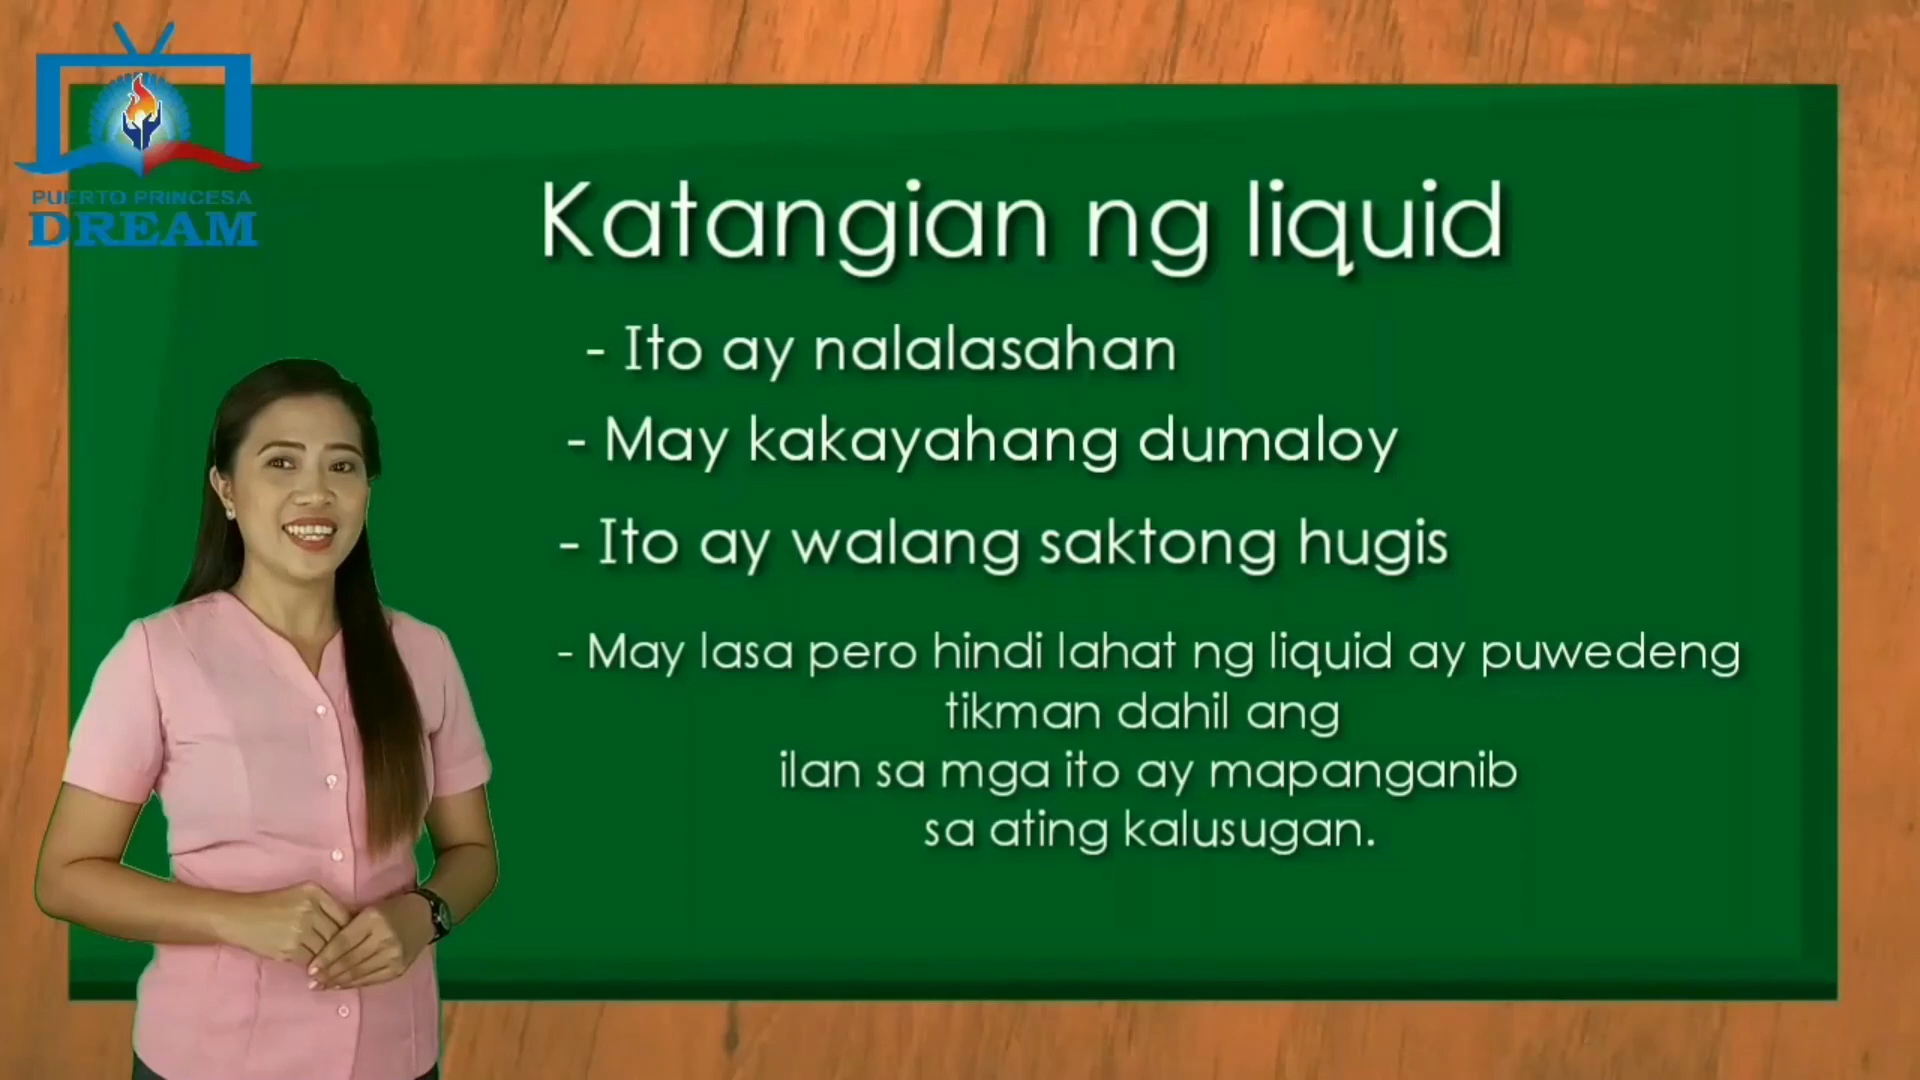 PUERTO PRINCESA
DREAM
Katangian ng liquid
- Ito ay nalalasahan
- May kakayahang dumaloy
- Ito ay walang saktong hugis
- May lasa pero hindi lahat ng liquid ay puwedeng
tikman dahil ang
ilan sa mga ito ay mapanganib
sa ating kalusugan.